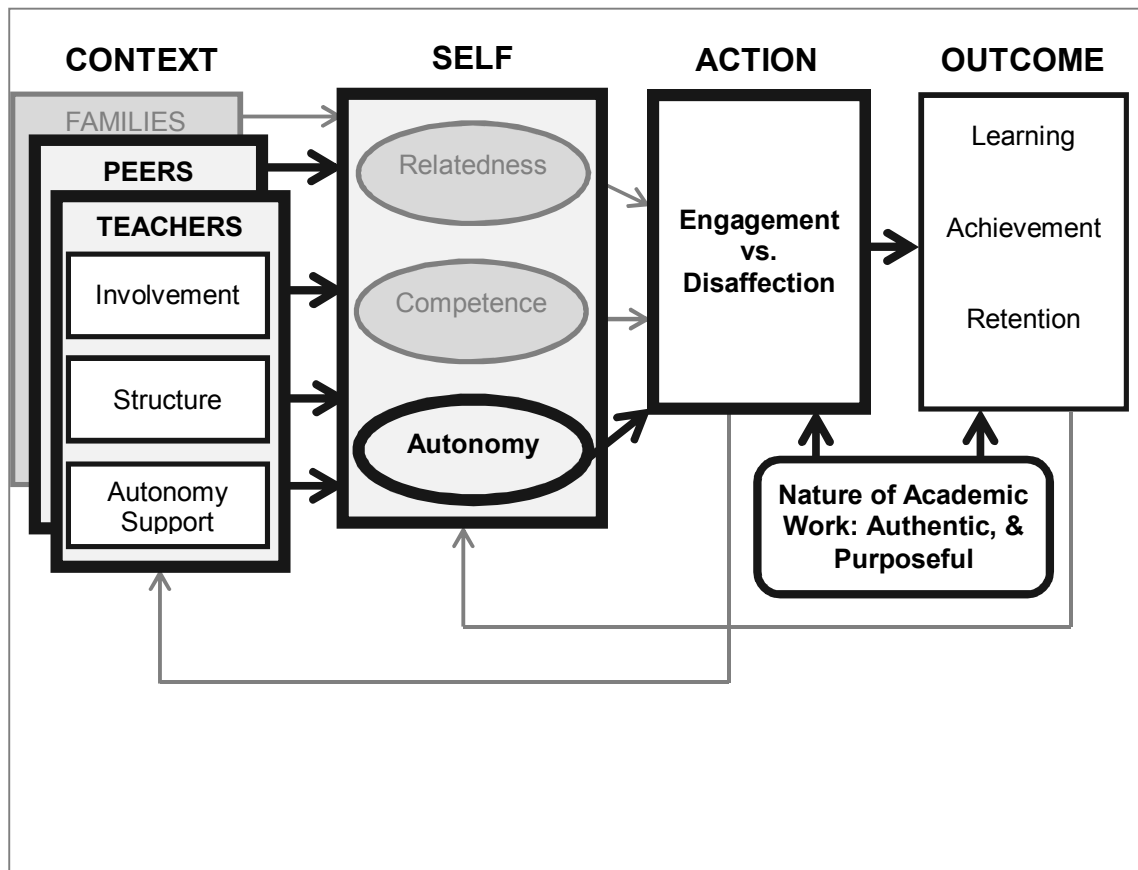 CONTEXT
SELF
ACTION
OUTCOME
FAMILIES
PEERS
TEACHERS
Involvement
Structure
Autonomy
Support
Relatedness
Competence
Autonomy
Engagement
vs.
Disaffection
Learning
Achievement
Retention
Nature of Academic
Work: Authentic, &
Purposeful